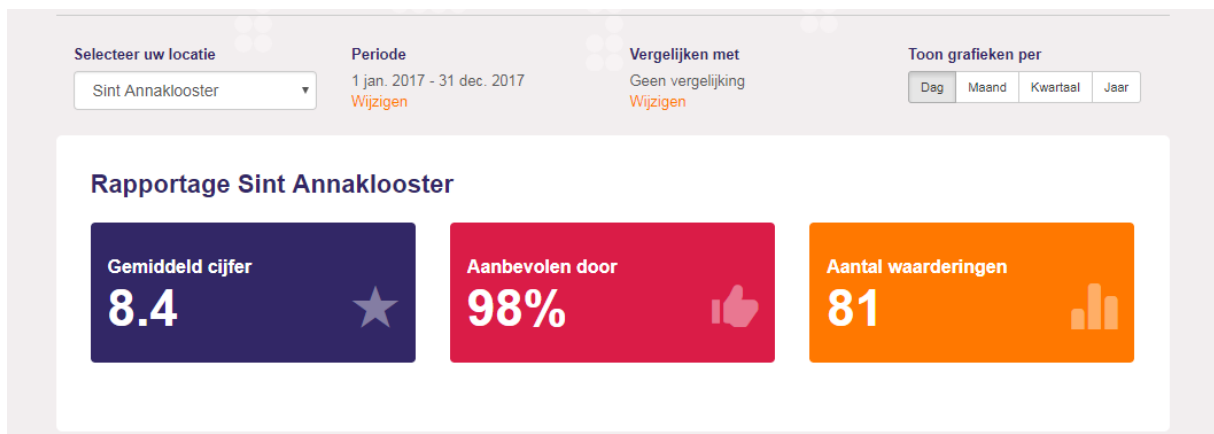 Selecteer uw locatie
Sint Annaklooster
Periode
1 jan. 2017 - 31 dec. 2017
Wijzigen
Vergelijken met
Geen vergelijking
Wijzigen
Toon grafieken per
Dag Maand Kwartaal Jaar
Rapportage Sint Annaklooster
Gemiddeld cijfer
8.4
Aanbevolen door
98%
Aantal waarderingen
81